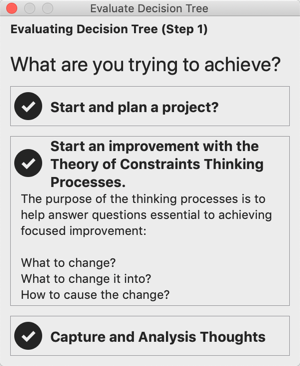 Evaluate Decision Tree
Evaluating Decision Tree (Step 1)
What are you trying to achieve?
Start and plan a project?
Start an improvement with the
Theory of Constraints Thinking
Processes.
The purpose of the thinking processes is to
help answer questions essential to achieving
focused improvement:
What to change?
What to change it into?
How to cause the change?
Capture and Analysis Thoughts